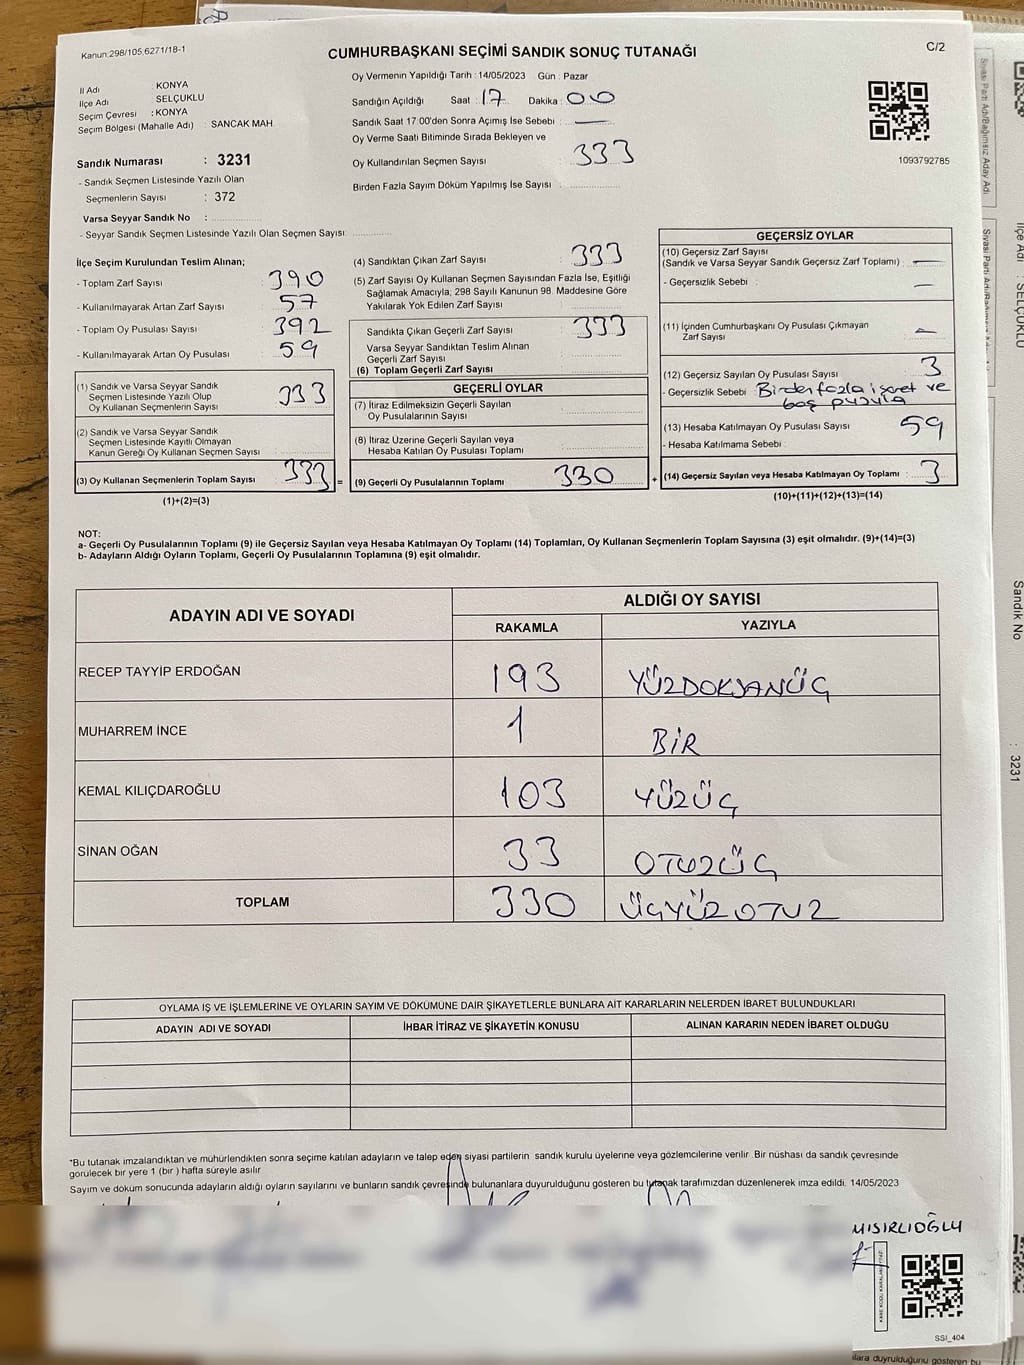 Kanun:298/105,6271/18-1
CUMHURBAŞKANI SEÇİMİ SANDIK SONUÇ TUTANAĞI
C/2
İl Adı : KONYA
İlçe Adı : SELÇUKLU
Seçim Çevresi : KONYA
Seçim Bölgesi (Mahalle Adı) : SANCAK MAH.
Sandık Numarası : 3231
- Sandık Seçmen Listesinde Yazılı Olan
Seçmenlerin Sayısı : 372
Varsa Seyyar Sandık No :
- Seyyar Sandık Seçmen Listesinde Yazılı Olan Seçmen Sayısı:
Oy Vermenin Yapıldığı Tarih : 14/05/2023 Gün : Pazar
Sandığın Açıldığı Saat : 17 Dakika : 00
Sandık Saat 17:00'den Sonra Açımış İse Sebebi : —
Oy Verme Saati Bitiminde Sırada Bekleyen ve
Oy Kullandırılan Seçmen Sayısı : 333
Birden Fazla Sayım Döküm Yapılmış İse Sayısı :
1093792785
İlçe Seçim Kurulundan Teslim Alınan;
- Toplam Zarf Sayısı : 390
- Kullanılmayarak Artan Zarf Sayısı : 57
- Toplam Oy Pusulası Sayısı : 392
- Kullanılmayarak Artan Oy Pusulası : 59
(1) Sandık ve Varsa Seyyar Sandık
Seçmen Listesinde Yazılı Olup
Oy Kullanan Seçmenlerin Sayısı : 333
(2) Sandık ve Varsa Seyyar Sandık
Seçmen Listesinde Kayıtlı Olmayan
Kanun Gereği Oy Kullanan Seçmen Sayısı :
(3) Oy Kullanan Seçmenlerin Toplam Sayısı : 333
(1)+(2)=(3)
=
(4) Sandıktan Çıkan Zarf Sayısı : 333
(5) Zarf Sayısı Oy Kullanan Seçmen Sayısından Fazla İse, Eşitliği
Sağlamak Amacıyla, 298 Sayılı Kanunun 98. Maddesine Göre
Yakılarak Yok Edilen Zarf Sayısı :
Sandıkta Çıkan Geçerli Zarf Sayısı : 333
Varsa Seyyar Sandıktan Teslim Alınan
Geçerli Zarf Sayısı :
(6) Toplam Geçerli Zarf Sayısı :
GEÇERLİ OYLAR
(7) İtiraz Edilmeksizin Geçerli Sayılan
Oy Pusulalarının Sayısı :
(8) İtiraz Üzerine Geçerli Sayılan veya
Hesaba Katılan Oy Pusulası Toplamı :
(9) Geçerli Oy Pusulalarının Toplamı : 330
+
GEÇERSİZ OYLAR
(10) Geçersiz Zarf Sayısı
(Sandık ve Varsa Seyyar Sandık Geçersiz Zarf Toplamı) : —
- Geçersizlik Sebebi : —
(11) İçinden Cumhurbaşkanı Oy Pusulası Çıkmayan
Zarf Sayısı : —
(12) Geçersiz Sayılan Oy Pusulası Sayısı : 3
- Geçersizlik Sebebi : Birden fazla işaret ve
boş pusula
(13) Hesaba Katılmayan Oy Pusulası Sayısı : 59
- Hesaba Katılmama Sebebi :
(14) Geçersiz Sayılan veya Hesaba Katılmayan Oy Toplamı : 3
(10)+(11)+(12)+(13)=(14)
NOT:
a- Geçerli Oy Pusulalarının Toplamı (9) ile Geçersiz Sayılan veya Hesaba Katılmayan Oy Toplamı (14) Toplamları, Oy Kullanan Seçmenlerin Toplam Sayısına (3) eşit olmalıdır. (9)+(14)=(3)
b- Adayların Aldığı Oyların Toplamı, Geçerli Oy Pusulalarının Toplamına (9) eşit olmalıdır.
ADAYIN ADI VE SOYADI
ALDIĞI OY SAYISI
RAKAMLA YAZIYLA
RECEP TAYYİP ERDOĞAN 193 YÜZDOKSANÜÇ
MUHARREM İNCE 1 BİR
KEMAL KILIÇDAROĞLU 103 YÜZÜÇ
SİNAN OĞAN 33 OTUZÜÇ
TOPLAM 330 ÜÇYÜZOTUZ
OYLAMA İŞ VE İŞLEMLERİNE VE OYLARIN SAYIM VE DÖKÜMÜNE DAİR ŞİKAYETLERLE BUNLARA AİT KARARLARIN NELERDEN İBARET BULUNDUKLARI
ADAYIN ADI VE SOYADI İHBAR İTİRAZ VE ŞİKAYETİN KONUSU ALINAN KARARIN NEDEN İBARET OLDUĞU
*Bu tutanak imzalandıktan ve mühürlendikten sonra seçime katılan adayların ve talep eden siyasi partilerin sandık kurulu üyelerine veya gözlemcilerine verilir. Bir nüshası da sandık çevresinde
görülecek bir yere 1 (bir) hafta süreyle asılır
Sayım ve döküm sonucunda adayların aldığı oyların sayılarını ve bunların sandık çevresinde bulunanlara duyurulduğunu gösteren bu tutanak tarafımızdan düzenlenerek imza edildi. 14/05/2023
MISIRLIOĞLU
SSI_404
Siyasi Parti Adı/Bağımsız Aday Adı
İlçe Adı : SELÇUKLU
Sandık No : 3231